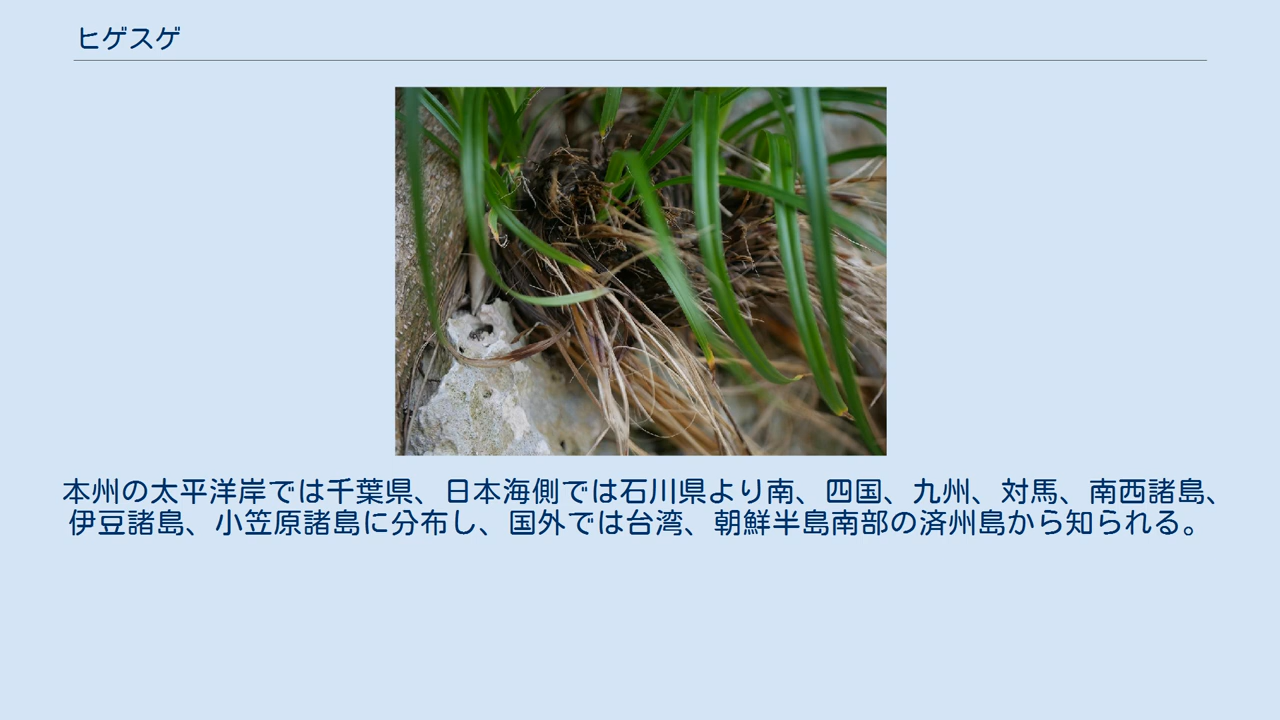 ヒゲスゲ
本州の太平洋岸では千葉県、日本海側では石川県より南、四国、九州、対馬、南西諸島、
伊豆諸島、小笠原諸島に分布し、国外では台湾、朝鮮半島南部の済州島から知られる。